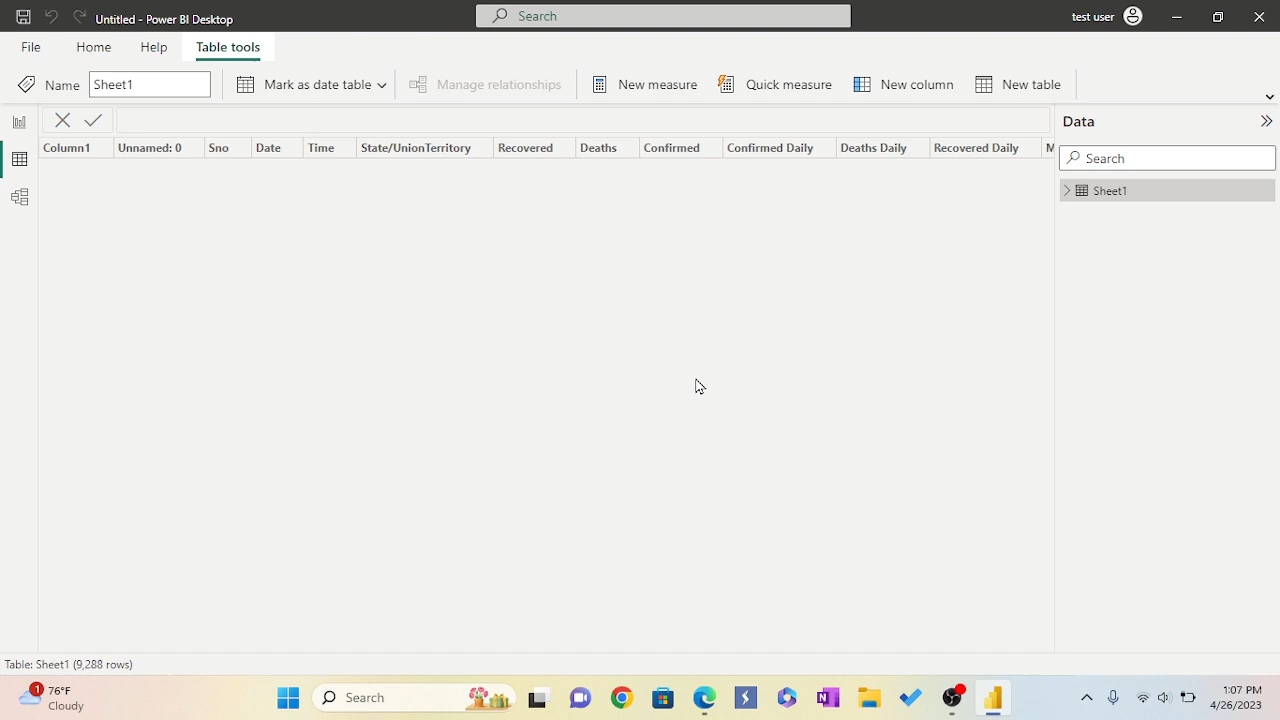 Untitled - Power BI Desktop
Search
test user
File
Home
Help
Table tools
Name
Sheet1
Mark as date table
Manage relationships
New measure
Quick measure
New column
New table
Data
Column1
Unnamed: 0
Sno
Date
Time
State/UnionTerritory
Recovered
Deaths
Confirmed
Confirmed Daily
Deaths Daily
Recovered Daily
M
Search
Sheet1
Table: Sheet1 (9,288 rows)
1
76°F
Cloudy
Search
1:07 PM
4/26/2023